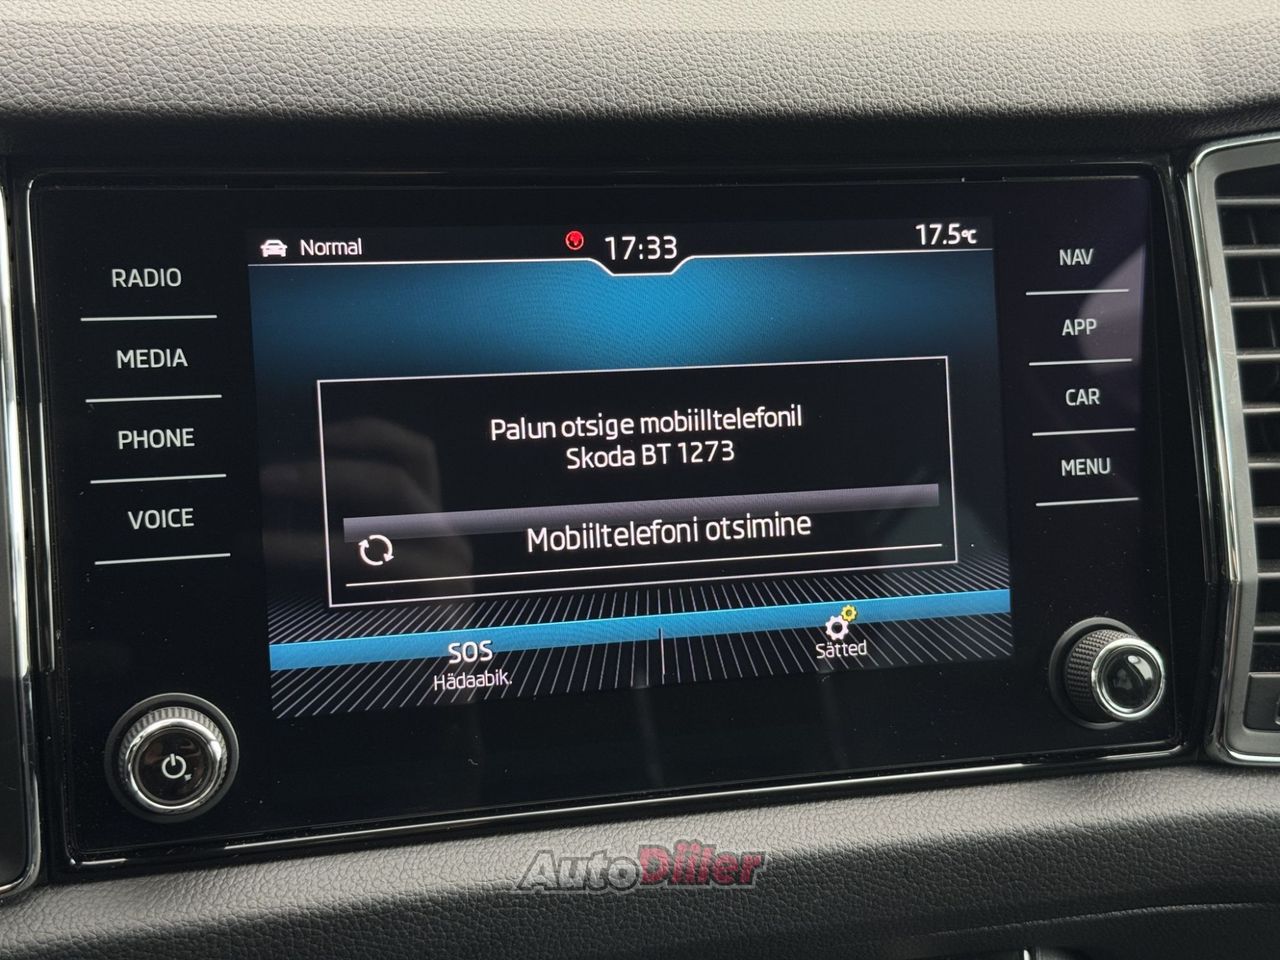 Normal
17:33
17.5°C
RADIO
MEDIA
PHONE
VOICE
NAV
APP
CAR
MENU
Palun otsige mobiilltelefonil
Skoda BT 1273
Mobiiltelefoni otsimine
SOS
Hädaabik.
Sätted
AutoDiiler